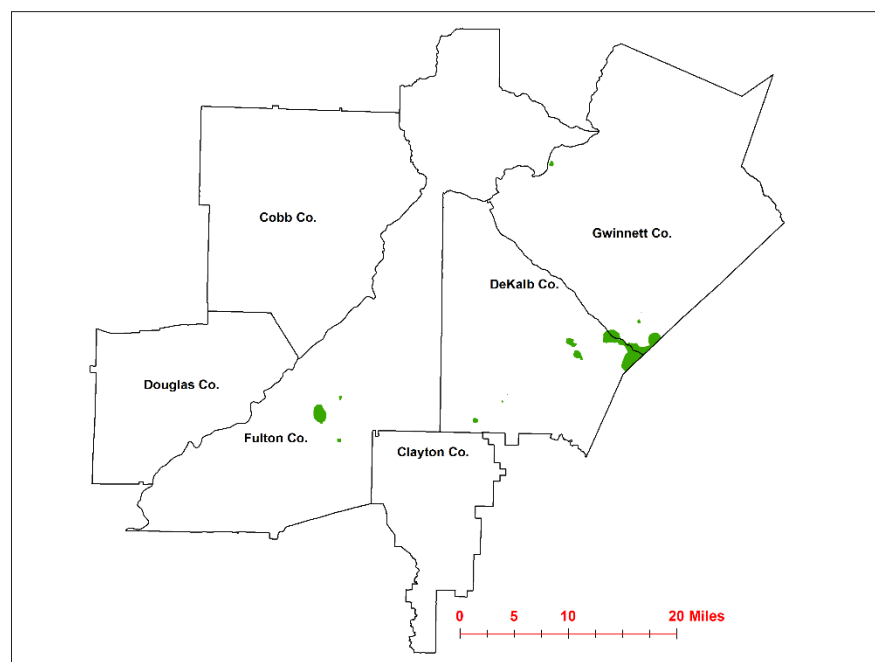 Cobb Co.
Gwinnett Co.
DeKalb Co.
Douglas Co.
Fulton Co.
Clayton Co.
0 5 10 20 Miles